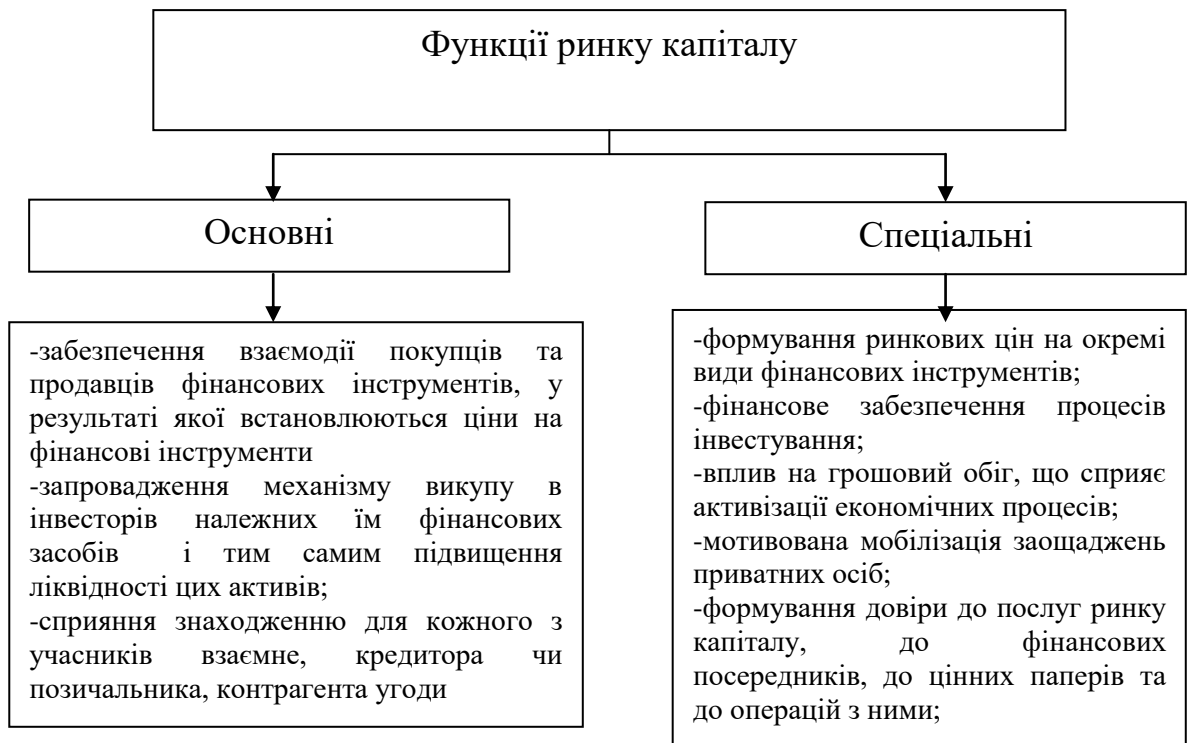 Функції ринку капіталу
Основні
-забезпечення взаємодії покупців та
продавців фінансових інструментів, у
результаті якої встановлюються ціни на
фінансові інструменти
-запровадження механізму викупу в
інвесторів належних їм фінансових
засобів і тим самим підвищення
ліквідності цих активів;
-сприяння знаходженню для кожного з
учасників взаємне, кредитора чи
позичальника, контрагента угоди
Спеціальні
-формування ринкових цін на окремі
види фінансових інструментів;
-фінансове забезпечення процесів
інвестування;
-вплив на грошовий обіг, що сприяє
активізації економічних процесів;
-мотивована мобілізація заощаджень
приватних осіб;
-формування довіри до послуг ринку
капіталу, до фінансових
посередників, до цінних паперів та
до операцій з ними;